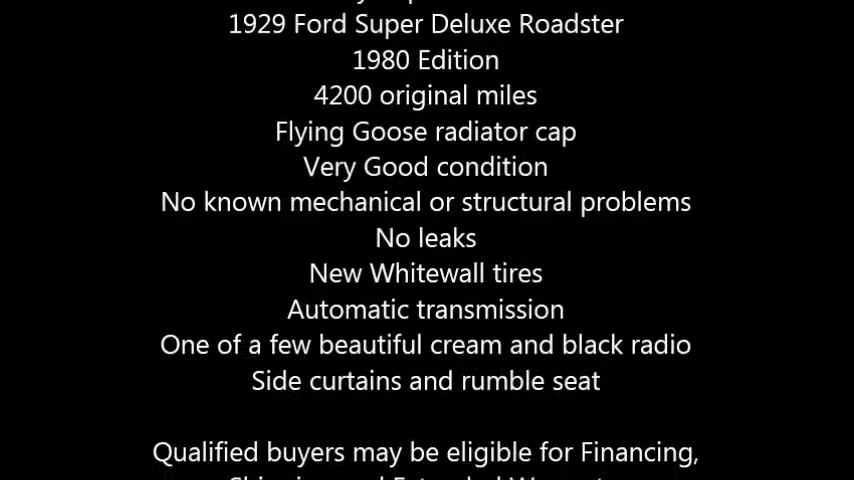 1929 Ford Super Deluxe Roadster
1980 Edition
4200 original miles
Flying Goose radiator cap
Very Good condition
No known mechanical or structural problems
No leaks
New Whitewall tires
Automatic transmission
One of a few beautiful cream and black radio
Side curtains and rumble seat
Qualified buyers may be eligible for Financing,